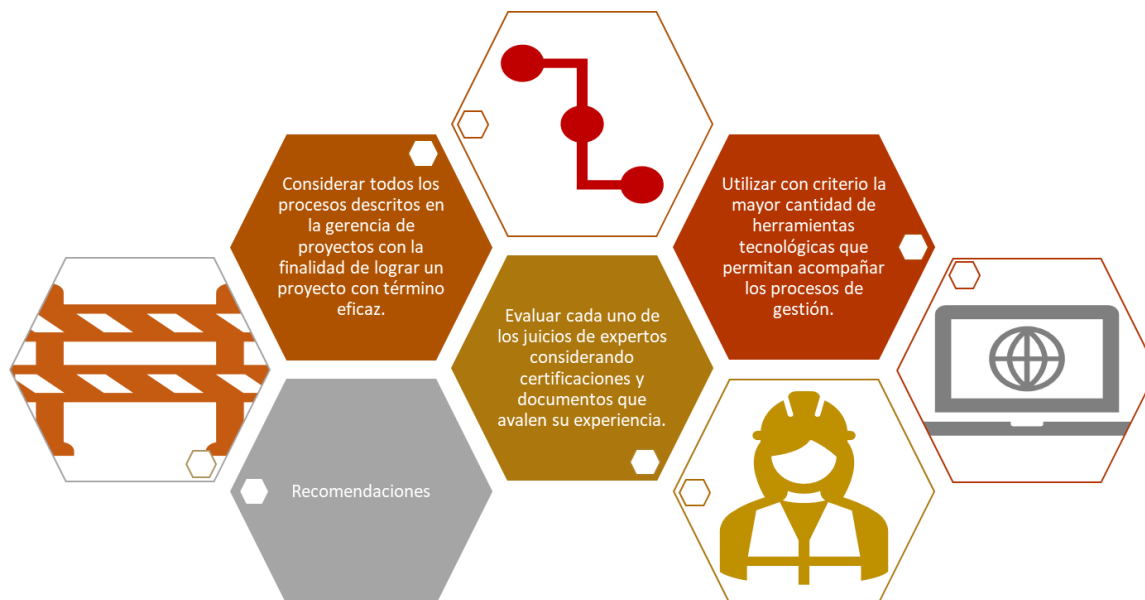 Considerar todos los
procesos descritos en
la gerencia de
proyectos con la
finalidad de lograr un
proyecto con término
eficaz.
Utilizar con criterio la
mayor cantidad de
herramientas
tecnológicas que
permitan acompañar
los procesos de
gestión.
Evaluar cada uno de
los juicios de expertos
considerando
certificaciones y
documentos que
avalen su experiencia.
Recomendaciones